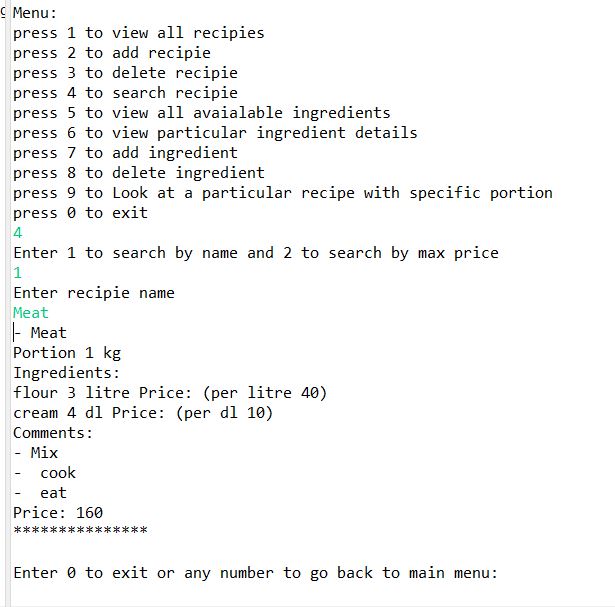 Menu:
press 1 to view all recipies
press 2 to add recipie
press 3 to delete recipie
press 4 to search recipie
press 5 to view all avaialable ingredients
press 6 to view particular ingredient details
press 7 to add ingredient
press 8 to delete ingredient
press 9 to Look at a particular recipe with specific portion
press 0 to exit
4
Enter 1 to search by name and 2 to search by max price
1
Enter recipie name
Meat
- Meat
Portion 1 kg
Ingredients:
flour 3 litre Price: (per litre 40)
cream 4 dl Price: (per dl 10)
Comments:
- Mix
-  cook
-  eat
Price: 160
***************
Enter 0 to exit or any number to go back to main menu: